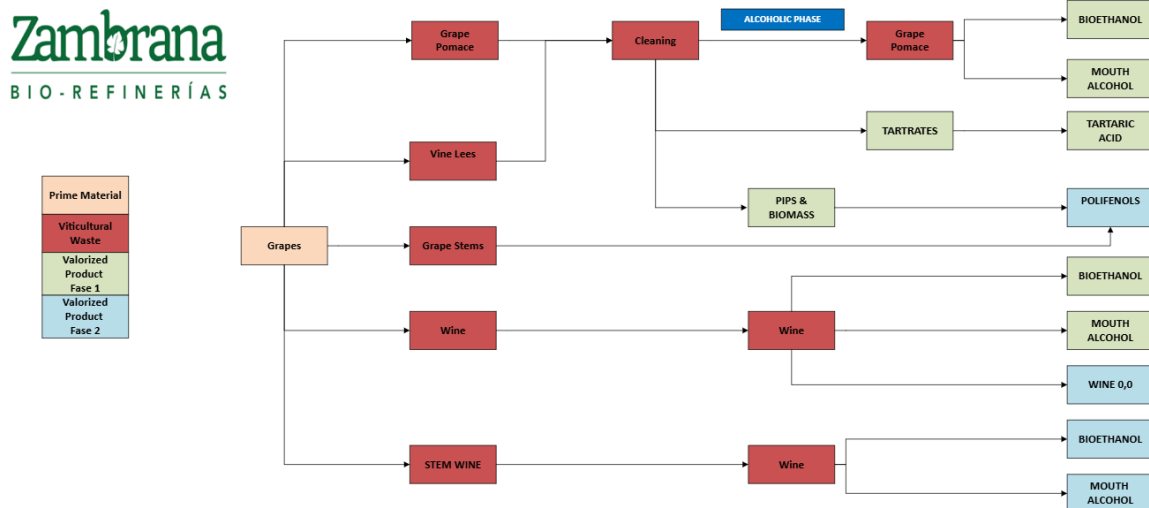 Zambrana
BIO-REFINERÍAS
Prime Material
Viticultural
Waste
Valorized
Product
Fase 1
Valorized
Product
Fase 2
Grapes
Grape
Pomace
Vine Lees
Grape Stems
Wine
STEM WINE
Cleaning
ALCOHOLIC PHASE
Grape
Pomace
TARTRATES
PIPS &
BIOMASS
Wine
Wine
BIOETHANOL
MOUTH
ALCOHOL
TARTARIC
ACID
POLIFENOLS
BIOETHANOL
MOUTH
ALCOHOL
WINE 0,0
BIOETHANOL
MOUTH
ALCOHOL